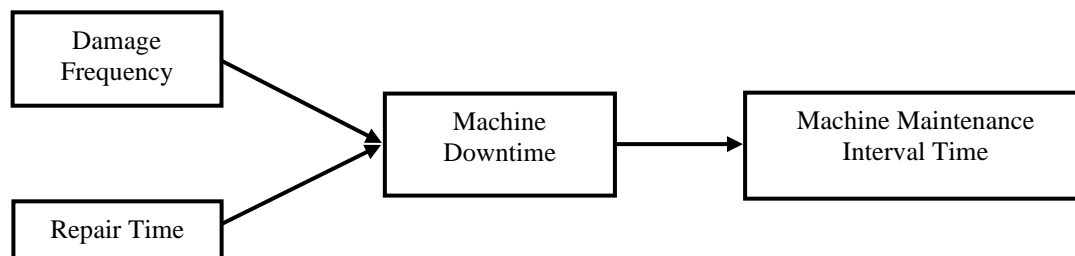 Damage
Frequency
Machine
Downtime
Machine Maintenance
Interval Time
Repair Time